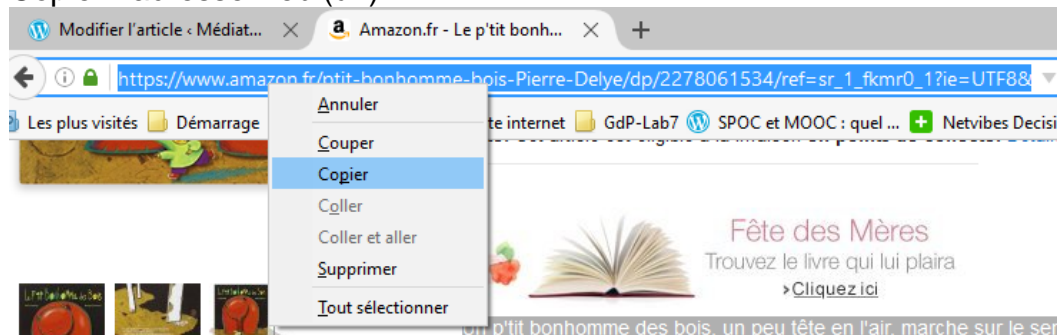 Modifier l'article ‹ Médiat... Amazon.fr - Le p'tit bonh...
https://www.amazon.fr/ptit-bonhomme-bois-Pierre-Delye/dp/2278061534/ref=sr_1_fkmr0_1?ie=UTF8&
Les plus visités Démarrage te internet GdP-Lab7 SPOC et MOOC : quel ... Netvibes Decisi
Annuler
Couper
Copier
Coller
Coller et aller
Supprimer
Tout sélectionner
Fête des Mères
Trouvez le livre qui lui plaira
›Cliquez ici
p'tit bonhomme des bois, un peu tête en l'air, marche sur le